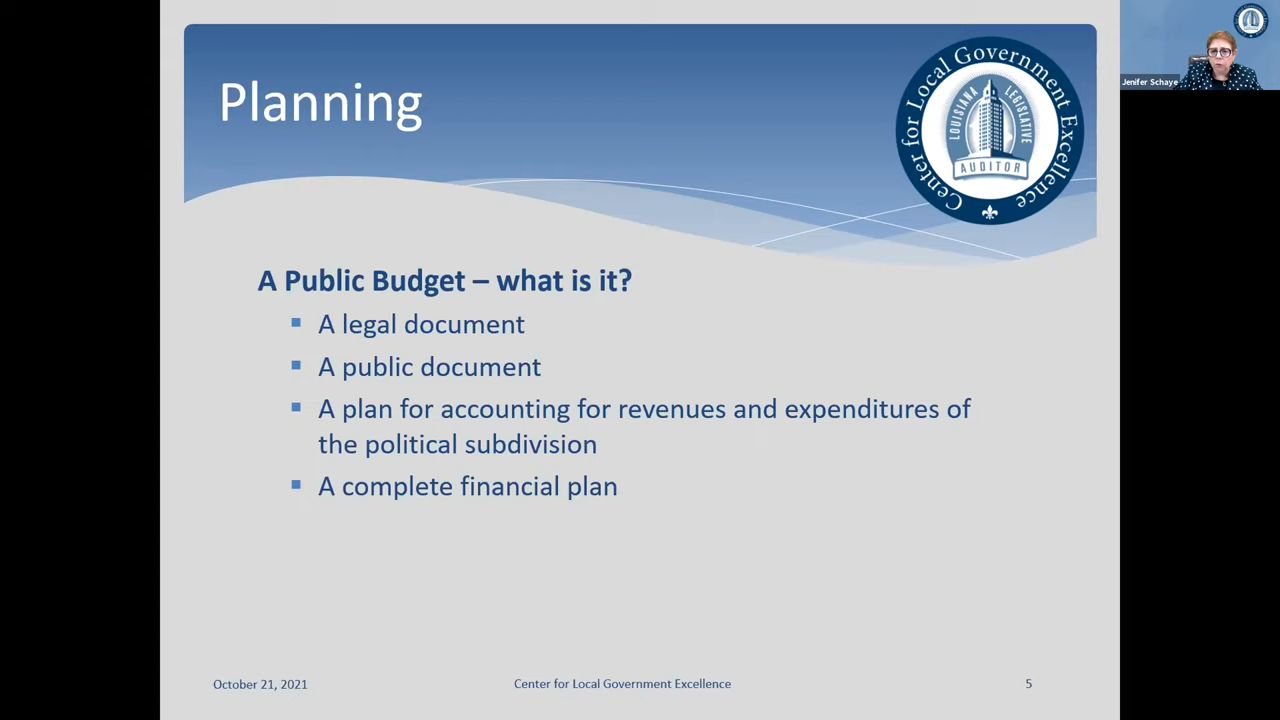 Planning
Center for Local Government Excellence
LOUISIANA LEGISLATIVE
AUDITOR
Jenifer Schaye
A Public Budget – what is it?
▪ A legal document
▪ A public document
▪ A plan for accounting for revenues and expenditures of
the political subdivision
▪ A complete financial plan
October 21, 2021
Center for Local Government Excellence
5